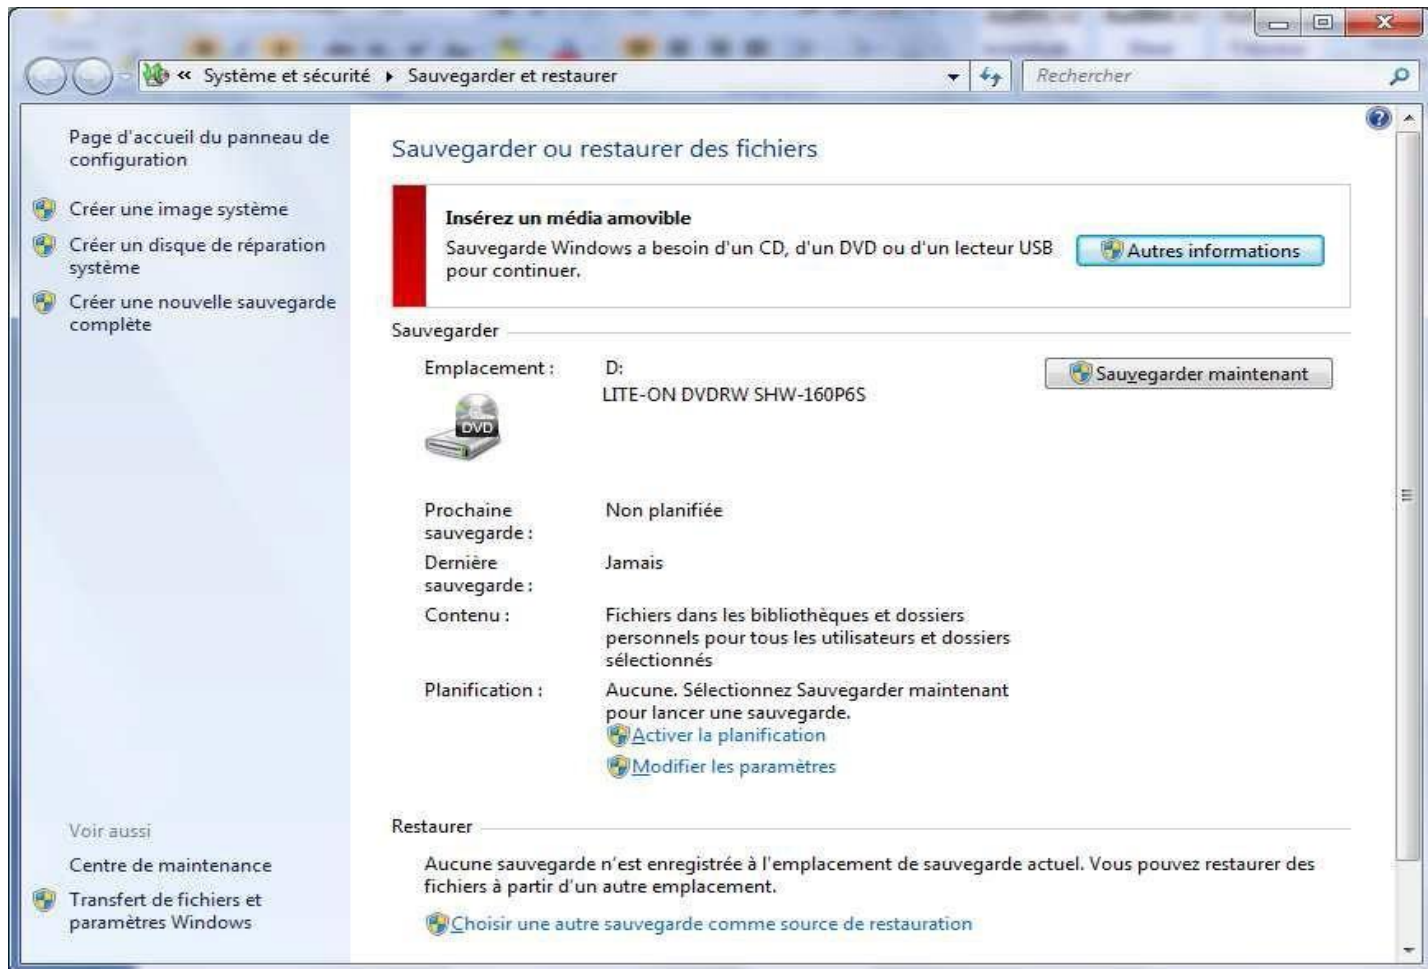 « Système et sécurité ▸ Sauvegarder et restaurer
Rechercher
Page d'accueil du panneau de
configuration
Créer une image système
Créer un disque de réparation
système
Créer une nouvelle sauvegarde
complète
Voir aussi
Centre de maintenance
Transfert de fichiers et
paramètres Windows
Sauvegarder ou restaurer des fichiers
Insérez un média amovible
Sauvegarde Windows a besoin d'un CD, d'un DVD ou d'un lecteur USB
pour continuer.
Autres informations
Sauvegarder
Emplacement :
D:
LITE-ON DVDRW SHW-160P6S
Sauvegarder maintenant
DVD
Prochaine
sauvegarde :
Non planifiée
Dernière
sauvegarde :
Jamais
Contenu :
Fichiers dans les bibliothèques et dossiers
personnels pour tous les utilisateurs et dossiers
sélectionnés
Planification :
Aucune. Sélectionnez Sauvegarder maintenant
pour lancer une sauvegarde.
Activer la planification
Modifier les paramètres
Restaurer
Aucune sauvegarde n'est enregistrée à l'emplacement de sauvegarde actuel. Vous pouvez restaurer des
fichiers à partir d'un autre emplacement.
Choisir une autre sauvegarde comme source de restauration